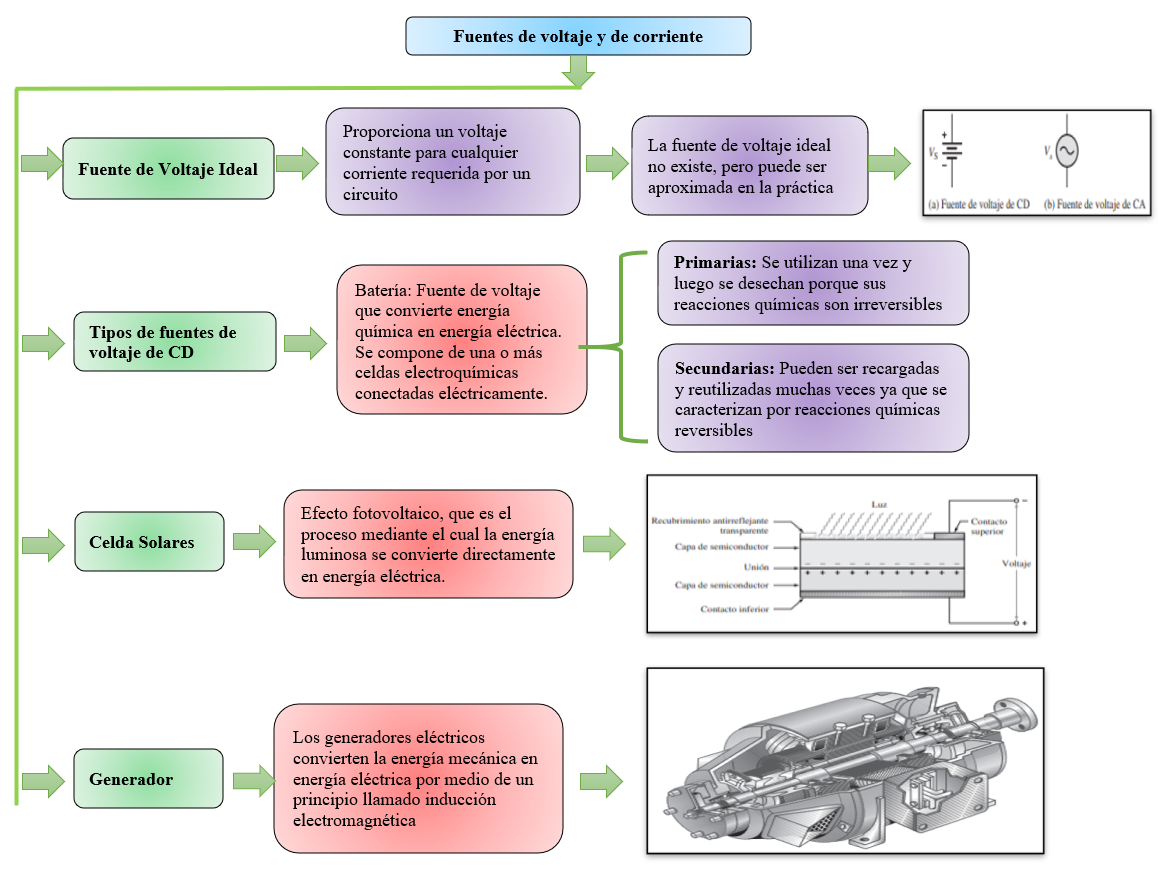 Fuentes de voltaje y de corriente
Fuente de Voltaje Ideal
Proporciona un voltaje
constante para cualquier
corriente requerida por un
circuito
La fuente de voltaje ideal
no existe, pero puede ser
aproximada en la práctica
+
VS
−
Vs
(a) Fuente de voltaje de CD
(b) Fuente de voltaje de CA
Tipos de fuentes de
voltaje de CD
Batería: Fuente de voltaje
que convierte energía
química en energía eléctrica.
Se compone de una o más
celdas electroquímicas
conectadas eléctricamente.
Primarias: Se utilizan una vez y
luego se desechan porque sus
reacciones químicas son irreversibles
Secundarias: Pueden ser recargadas
y reutilizadas muchas veces ya que se
caracterizan por reacciones químicas
reversibles
Celda Solares
Efecto fotovoltaico, que es el
proceso mediante el cual la energía
luminosa se convierte directamente
en energía eléctrica.
Luz
Recubrimiento antirreflejante
transparente
Capa de semiconductor
Unión
Capa de semiconductor
Contacto inferior
Contacto
superior
−
Voltaje
+
− − − − − − − − − −
+ + + + + + + + + +
Generador
Los generadores eléctricos
convierten la energía mecánica en
energía eléctrica por medio de un
principio llamado inducción
electromagnética